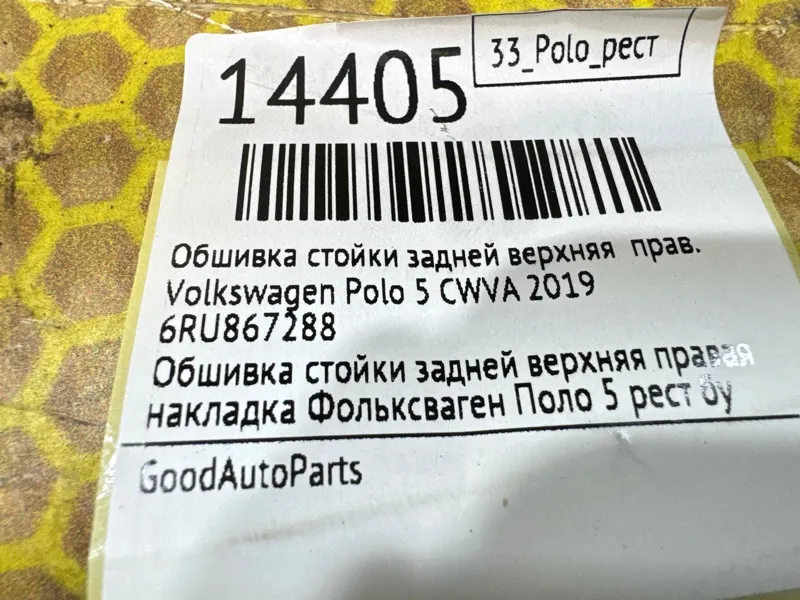 33_Polo_рест
14405
Обшивка стойки задней верхняя прав.
Volkswagen Polo 5 CWVA 2019
6RU867288
Обшивка стойки задней верхняя правая
накладка Фольксваген Поло 5 рест бу
GoodAutoParts